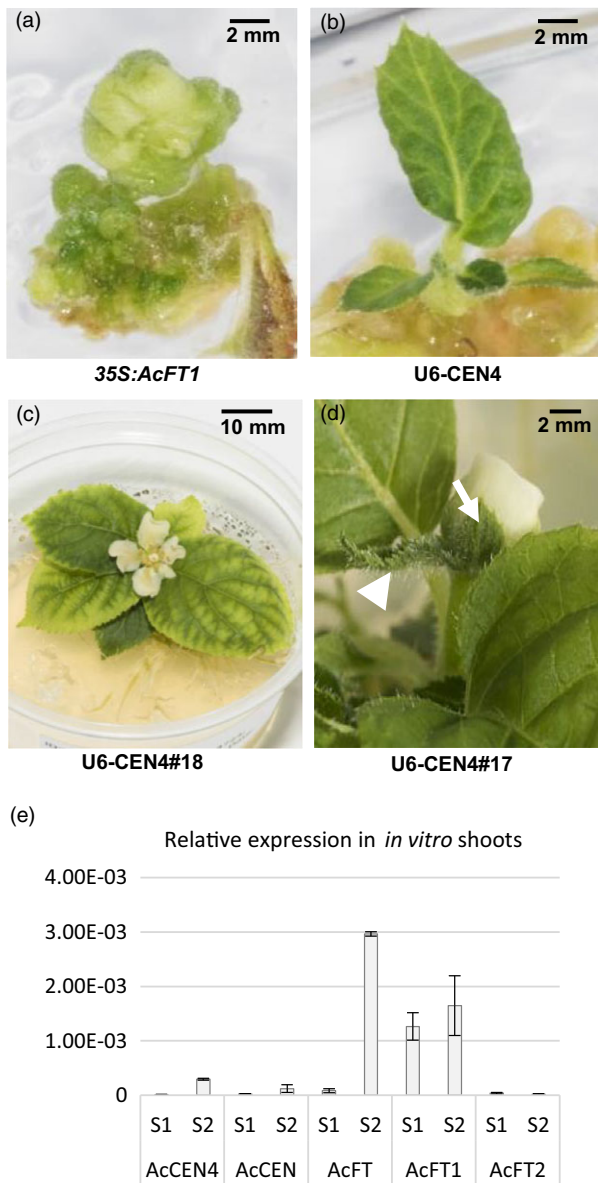 (a)
2 mm
35S:AcFT1
(b)
2 mm
U6-CEN4
(c)
10 mm
U6-CEN4#18
(d)
2 mm
U6-CEN4#17
(e)
Relative expression in in vitro shoots
4.00E-03
3.00E-03
2.00E-03
1.00E-03
0
S1 S2 S1 S2 S1 S2 S1 S2 S1 S2
AcCEN4 AcCEN AcFT AcFT1 AcFT2